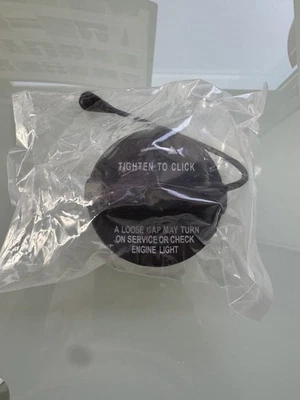 TIGHTEN TO CLICK
A LOOSE CAP MAY TURN
ON SERVICE OR CHECK
ENGINE LIGHT